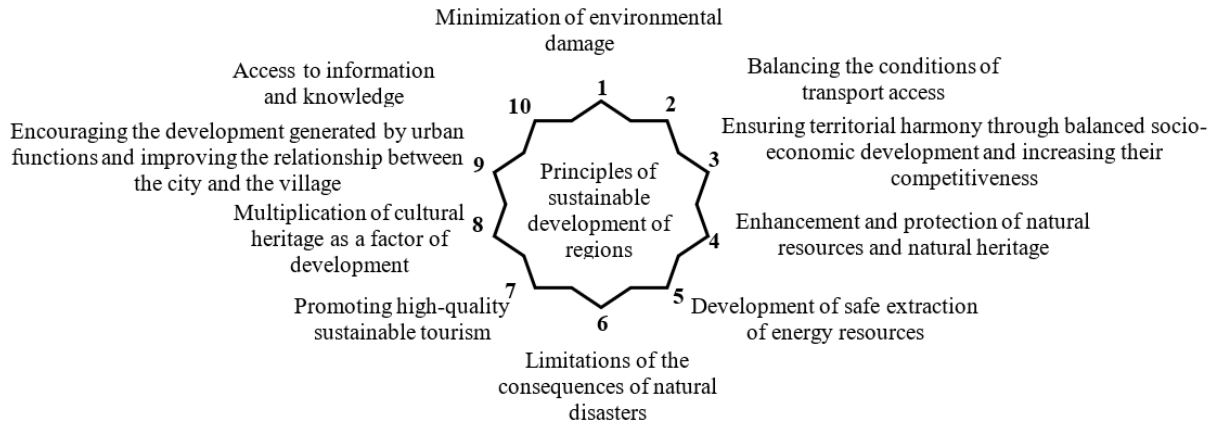 Minimization of environmental
damage
1
Balancing the conditions of
transport access
2
Ensuring territorial harmony through balanced socio-
economic development and increasing their
competitiveness
3
Enhancement and protection of natural
resources and natural heritage
4
Development of safe extraction
of energy resources
5
6
Limitations of the
consequences of natural
disasters
7
Promoting high-quality
sustainable tourism
8
Multiplication of cultural
heritage as a factor of
development
9
Encouraging the development generated by urban
functions and improving the relationship between
the city and the village
10
Access to information
and knowledge
Principles of
sustainable
development of
regions